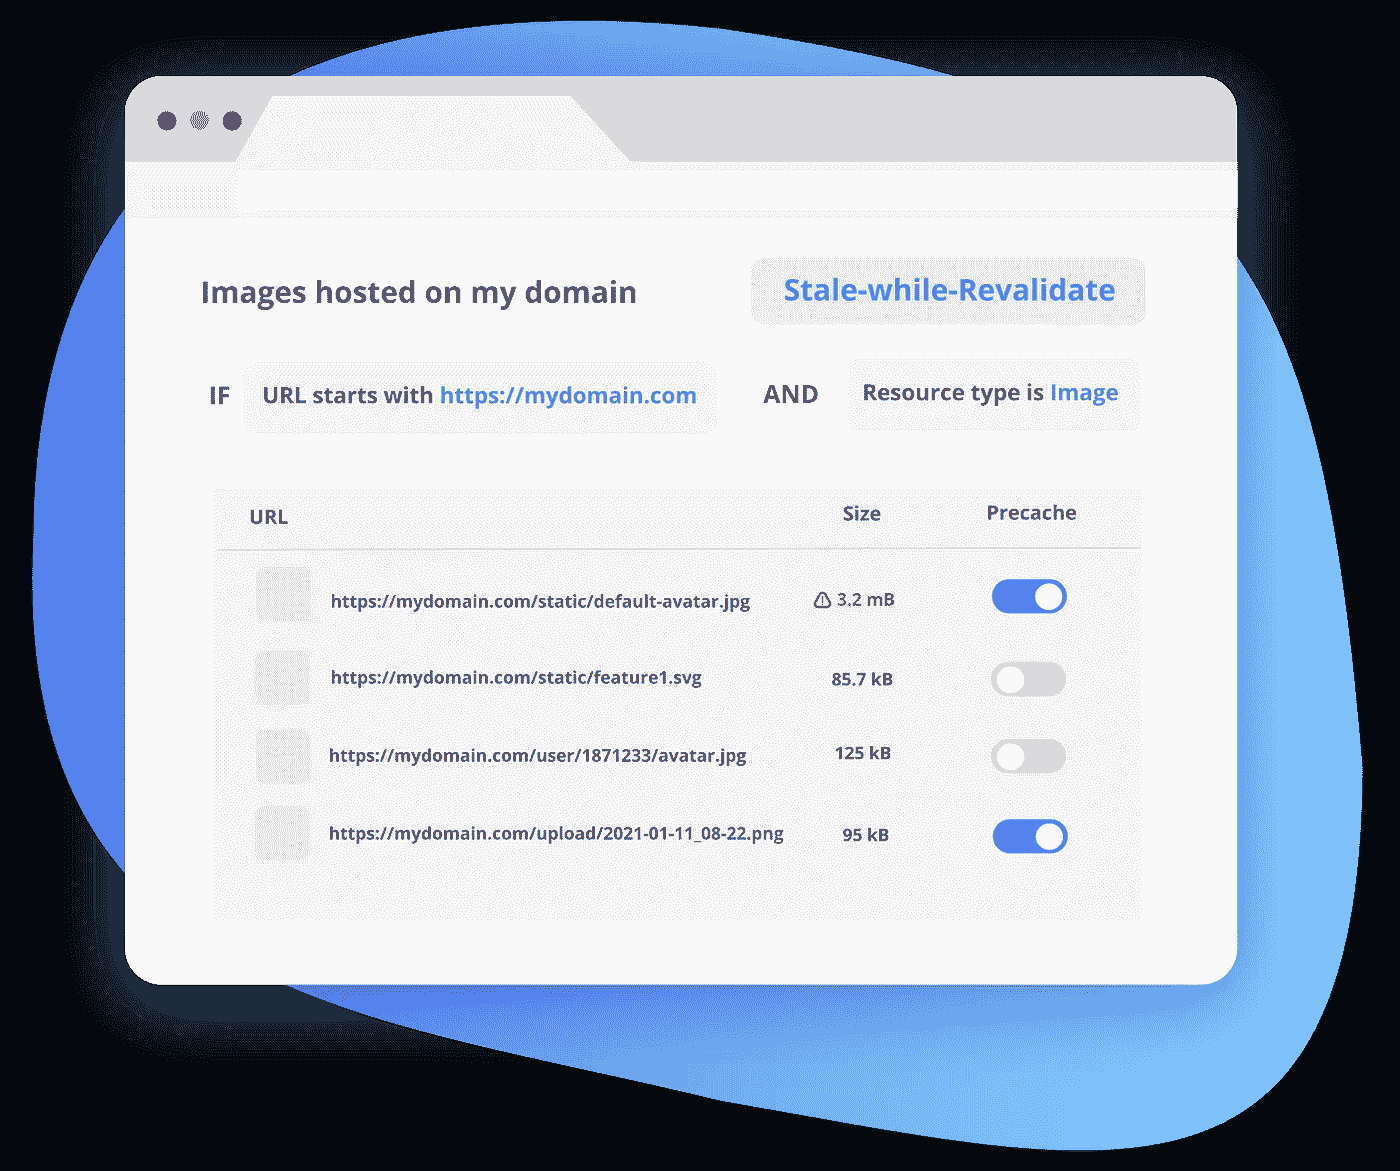 Images hosted on my domain Stale-while-Revalidate
IF URL starts with https://mydomain.com AND Resource type is Image
URL Size Precache
https://mydomain.com/static/default-avatar.jpg 3.2 mB
https://mydomain.com/static/feature1.svg 85.7 kB
https://mydomain.com/user/1871233/avatar.jpg 125 kB
https://mydomain.com/upload/2021-01-11_08-22.png 95 kB